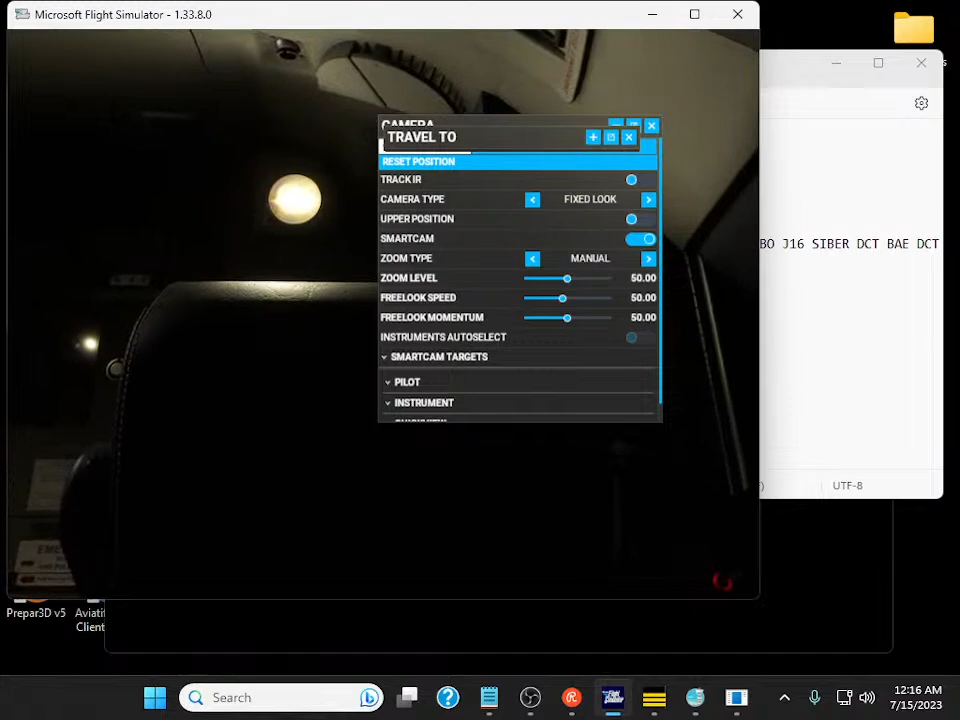 Microsoft Flight Simulator - 1.33.8.0
CAMERA
TRAVEL TO
RESET POSITION
TRACK IR
CAMERA TYPE FIXED LOOK
UPPER POSITION
SMARTCAM
ZOOM TYPE MANUAL
ZOOM LEVEL 50.00
FREELOOK SPEED 50.00
FREELOOK MOMENTUM 50.00
INSTRUMENTS AUTOSELECT
SMARTCAM TARGETS
PILOT
INSTRUMENT
BO J16 SIBER DCT BAE DCT
UTF-8
Prepar3D v5
Aviati
Client
Search
12:16 AM
7/15/2023